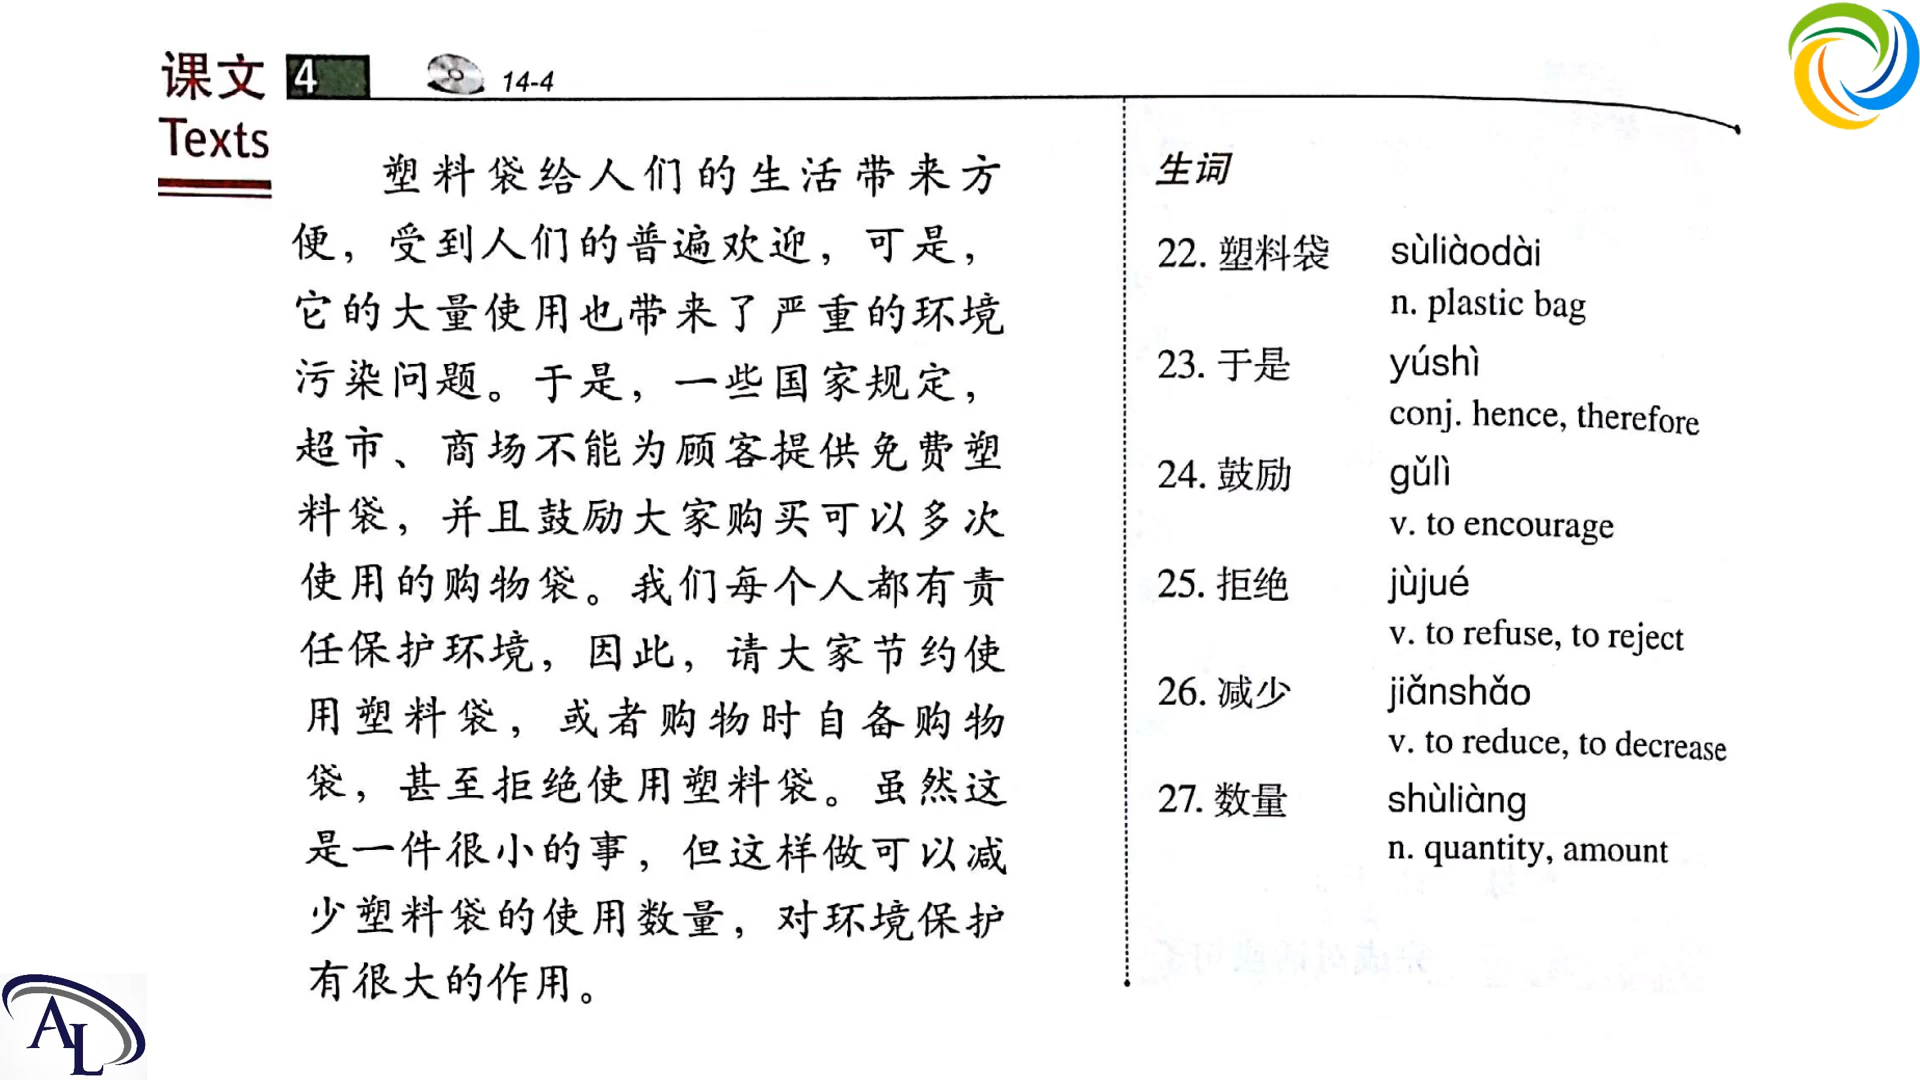 课文 4 14-4
Texts
塑料袋给人们的生活带来方
便，受到人们的普遍欢迎，可是，
它的大量使用也带来了严重的环境
污染问题。于是，一些国家规定，
超市、商场不能为顾客提供免费塑
料袋，并且鼓励大家购买可以多次
使用的购物袋。我们每个人都有责
任保护环境，因此，请大家节约使
用塑料袋，或者购物时自备购物
袋，甚至拒绝使用塑料袋。虽然这
是一件很小的事，但这样做可以减
少塑料袋的使用数量，对环境保护
有很大的作用。
生词
22. 塑料袋 sùliàodài
n. plastic bag
23. 于是 yúshì
conj. hence, therefore
24. 鼓励 gǔlì
v. to encourage
25. 拒绝 jùjué
v. to refuse, to reject
26. 减少 jiǎnshǎo
v. to reduce, to decrease
27. 数量 shùliàng
n. quantity, amount
AL